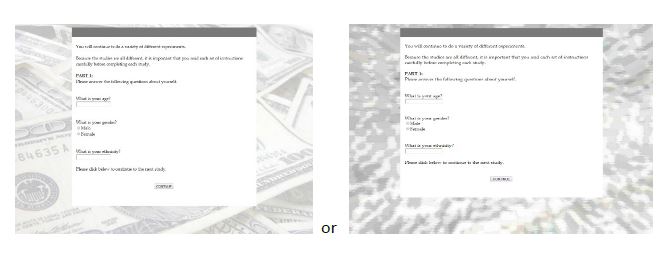 You will continue to do a variety of different experiments.
Because the studies are all different, it is important that you read each set of instructions
carefully before completing each study.
PART 1:
Please answer the following questions about yourself.
What is your age?
What is your gender?
Male
Female
What is your ethnicity?
Please click below to continue to the next study.
CONTINUE
or
You will continue to do a variety of different experiments.
Because the studies are all different, it is important that you read each set of instructions
carefully before completing each study.
PART 1:
Please answer the following questions about yourself.
What is your age?
What is your gender?
Male
Female
What is your ethnicity?
Please click below to continue to the next study.
CONTINUE